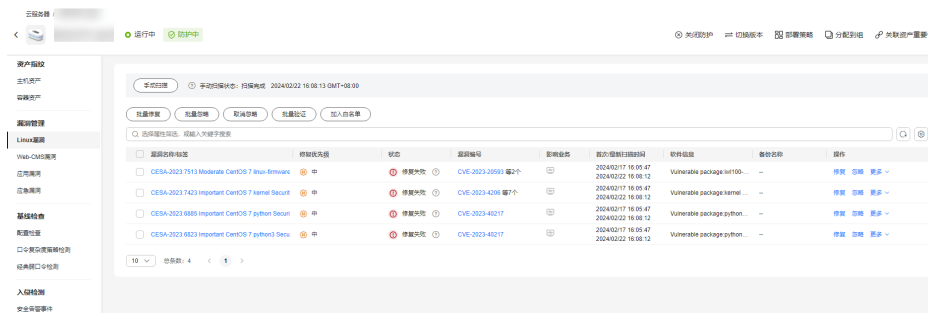 云服务器 /
运行中 防护中 关闭防护 切换版本 部署策略 分配到组 关联资产重要
资产指纹
主机资产
容器资产
漏洞管理
Linux漏洞
Web-CMS漏洞
应用漏洞
应急漏洞
基线检查
配置检查
口令复杂度策略检测
经典弱口令检测
入侵检测
安全告警事件
手动扫描 手动扫描状态：扫描完成 2024/02/22 16:08:13 GMT+08:00
批量修复 批量忽略 取消忽略 批量验证 加入白名单
选择属性筛选，或输入关键字搜索
漏洞名称/标签 修复优先级 状态 漏洞编号 影响业务 首次/最新扫描时间 软件信息 备份名称 操作
CESA-2023:7513 Moderate CentOS 7 linux-firmware 中 修复失败 CVE-2023-20593 等2个 2024/02/17 16:05:47 Vulnerable package:iwl100-... -- 修复 忽略 更多
2024/02/22 16:08:12
CESA-2023:7423 Important CentOS 7 kernel Securit 中 修复失败 CVE-2023-4206 等7个 2024/02/17 16:05:47 Vulnerable package:kernel ... -- 修复 忽略 更多
2024/02/22 16:08:12
CESA-2023:6885 Important CentOS 7 python Securi 中 修复失败 CVE-2023-40217 2024/02/17 16:05:47 Vulnerable package:python... -- 修复 忽略 更多
2024/02/22 16:08:12
CESA-2023:6823 Important CentOS 7 python3 Secu 中 修复失败 CVE-2023-40217 2024/02/17 16:05:47 Vulnerable package:python... -- 修复 忽略 更多
2024/02/22 16:08:12
10 总条数：4 < 1 >